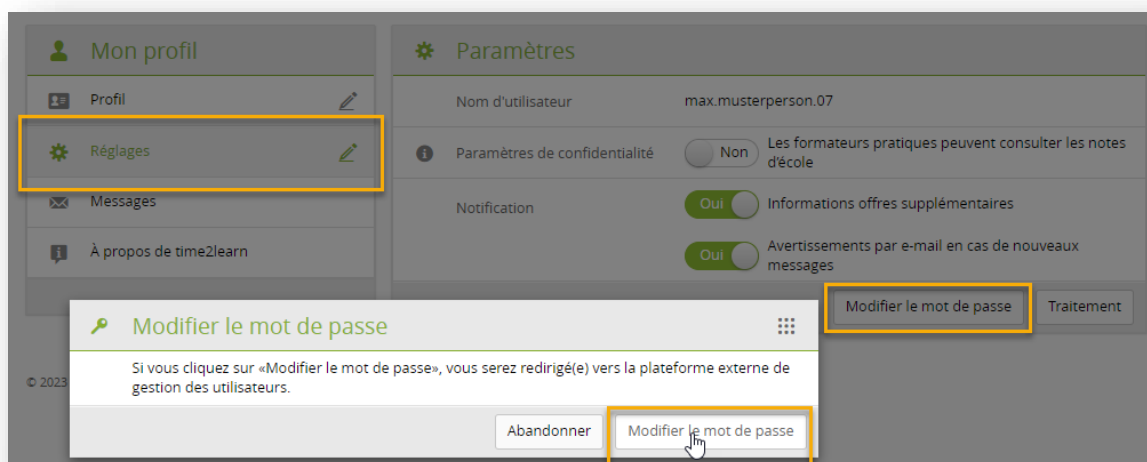 Mon profil
Profil
Réglages
Messages
À propos de time2learn
Paramètres
Nom d'utilisateur
max.musterperson.07
Paramètres de confidentialité
Non
Les formateurs pratiques peuvent consulter les notes
d'école
Notification
Oui
Informations offres supplémentaires
Oui
Avertissements par e-mail en cas de nouveaux
messages
Modifier le mot de passe
Traitement
© 2023
Modifier le mot de passe
Si vous cliquez sur «Modifier le mot de passe», vous serez redirigé(e) vers la plateforme externe de
gestion des utilisateurs.
Abandonner
Modifier le mot de passe